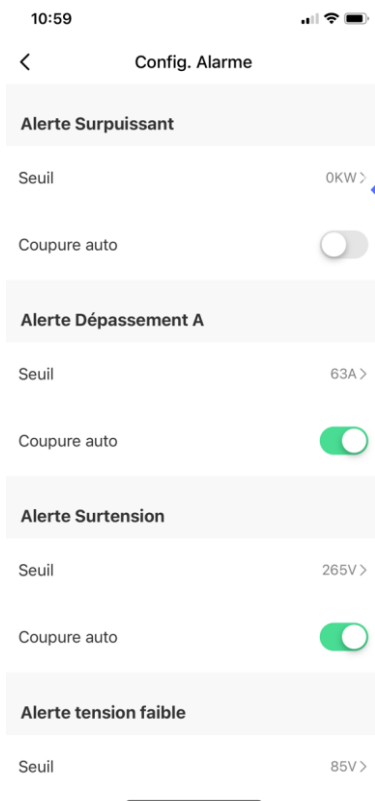 10:59
Config. Alarme
Alerte Surpuissant
Seuil 0KW
Coupure auto
Alerte Dépassement A
Seuil 63A
Coupure auto
Alerte Surtension
Seuil 265V
Coupure auto
Alerte tension faible
Seuil 85V